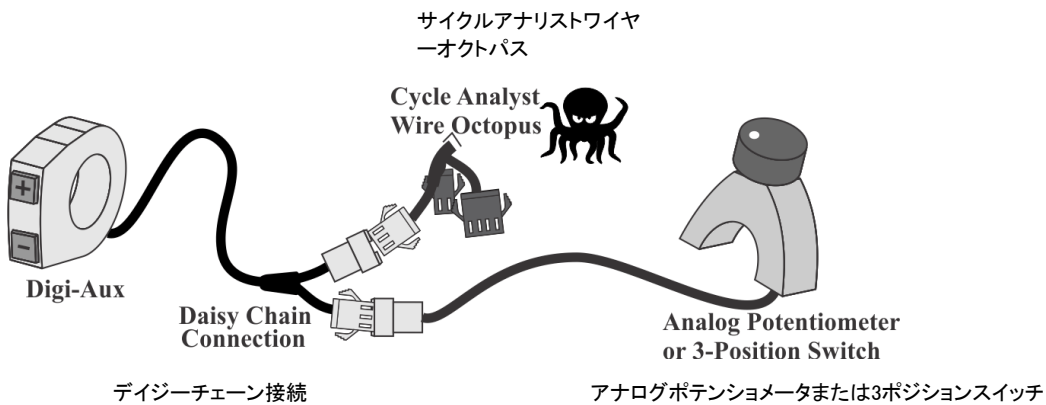 サイクルアナリストワイヤ
ーオクトパス
Cycle Analyst
Wire Octopus
+
−
Digi-Aux
Daisy Chain
Connection
Analog Potentiometer
or 3-Position Switch
デイジーチェーン接続
アナログポテンショメータまたは3ポジションスイッチ